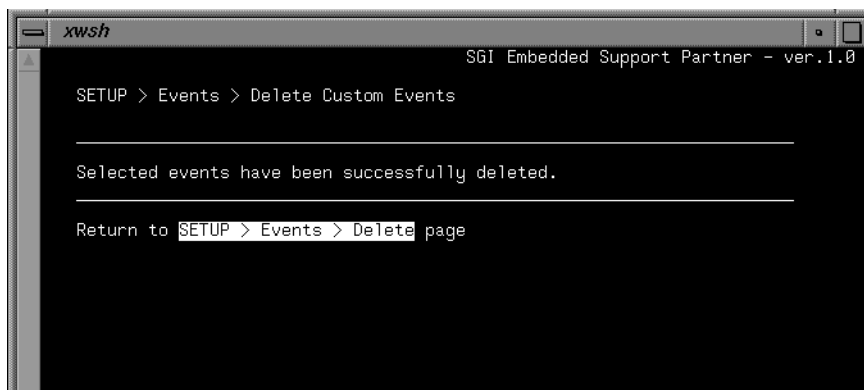 xwsh
SGI Embedded Support Partner - ver.1.0
SETUP > Events > Delete Custom Events
Selected events have been successfully deleted.
Return to SETUP > Events > Delete page